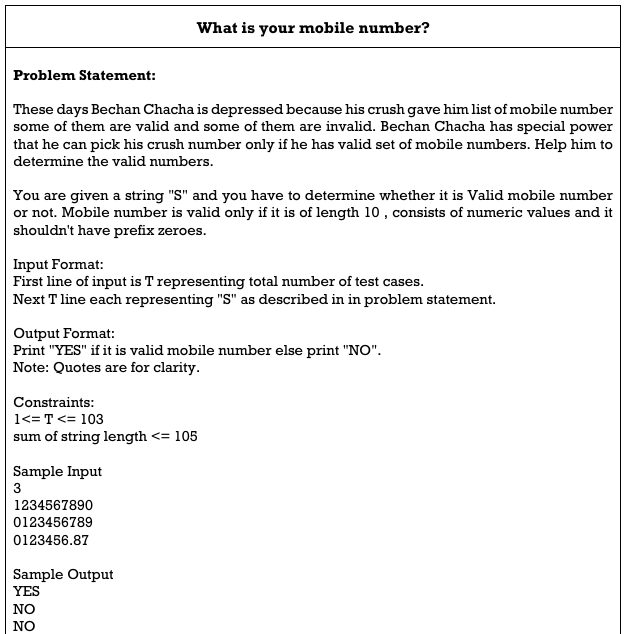 What is your mobile number?
Problem Statement:
These days Bechan Chacha is depressed because his crush gave him list of mobile number
some of them are valid and some of them are invalid. Bechan Chacha has special power
that he can pick his crush number only if he has valid set of mobile numbers. Help him to
determine the valid numbers.
You are given a string "S" and you have to determine whether it is Valid mobile number
or not. Mobile number is valid only if it is of length 10 , consists of numeric values and it
shouldn't have prefix zeroes.
Input Format:
First line of input is T representing total number of test cases.
Next T line each representing "S" as described in in problem statement.
Output Format:
Print "YES" if it is valid mobile number else print "NO".
Note: Quotes are for clarity.
Constraints:
1<= T <= 103
sum of string length <= 105
Sample Input
3
1234567890
0123456789
0123456.87
Sample Output
YES
NO
NO